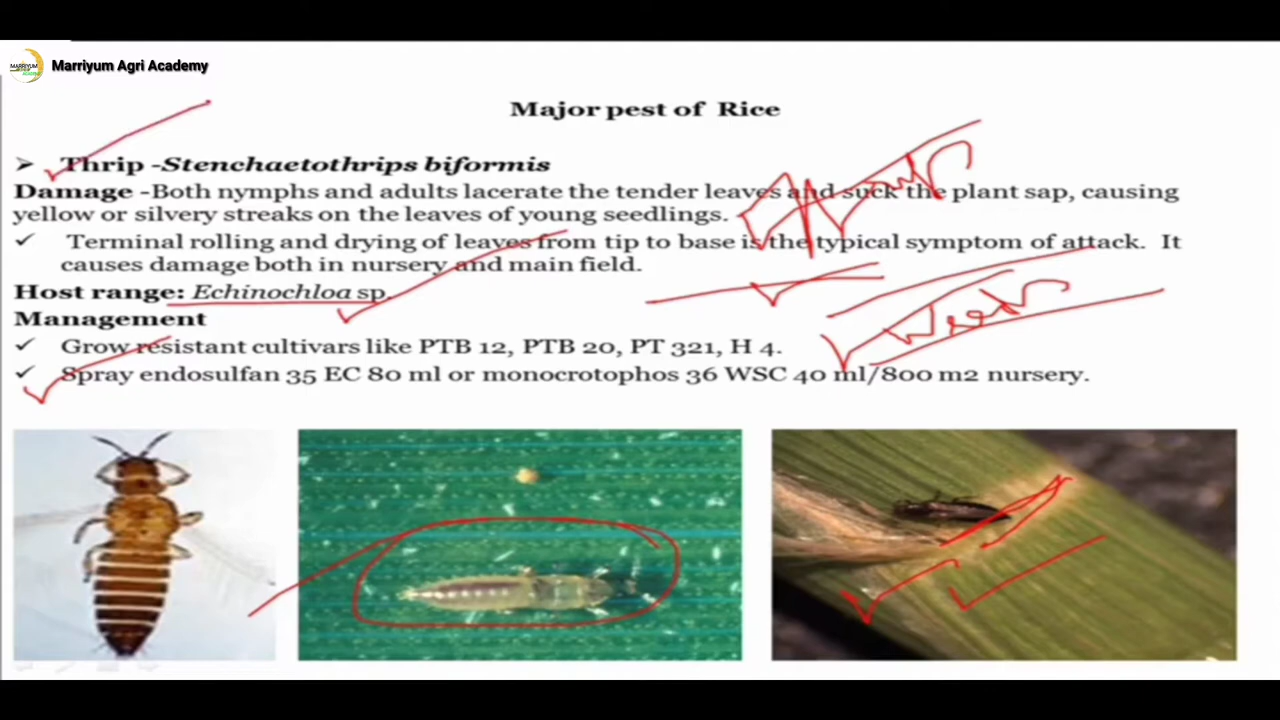 MARRIYUM
Marriyum Agri Academy
Major pest of Rice
➢ Thrip -Stenchaetothrips biformis
Damage -Both nymphs and adults lacerate the tender leaves and suck the plant sap, causing
yellow or silvery streaks on the leaves of young seedlings.
✓ Terminal rolling and drying of leaves from tip to base is the typical symptom of attack. It
causes damage both in nursery and main field.
Host range: Echinochloa sp.
Weeds
Management
✓ Grow resistant cultivars like PTB 12, PTB 20, PT 321, H 4.
✓ Spray endosulfan 35 EC 80 ml or monocrotophos 36 WSC 40 ml/800 m2 nursery.